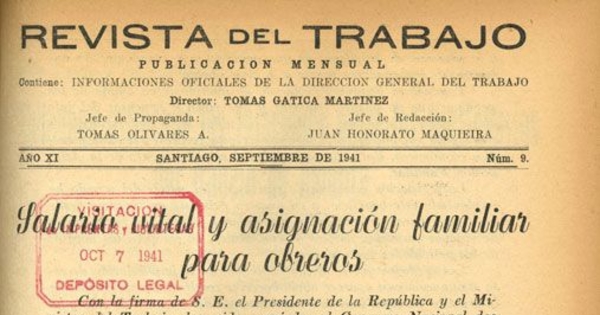 REVISTA DEL TRABAJO
PUBLICACION MENSUAL
Contiene: INFORMACIONES OFICIALES DE LA DIRECCION GENERAL DEL TRABAJO
Director: TOMAS GATICA MARTINEZ
Jefe de Propaganda: Jefe de Redacción:
TOMAS OLIVARES A. JUAN HONORATO MAQUIEIRA
AÑO XI SANTIAGO, SEPTIEMBRE DE 1941 Núm. 9.
Salario vital y asignación familiar
para obreros
VISITACION
OCT 7 1941
DEPÓSITO LEGAL
Con la firma de S. E. el Presidente de la República y el Mi-